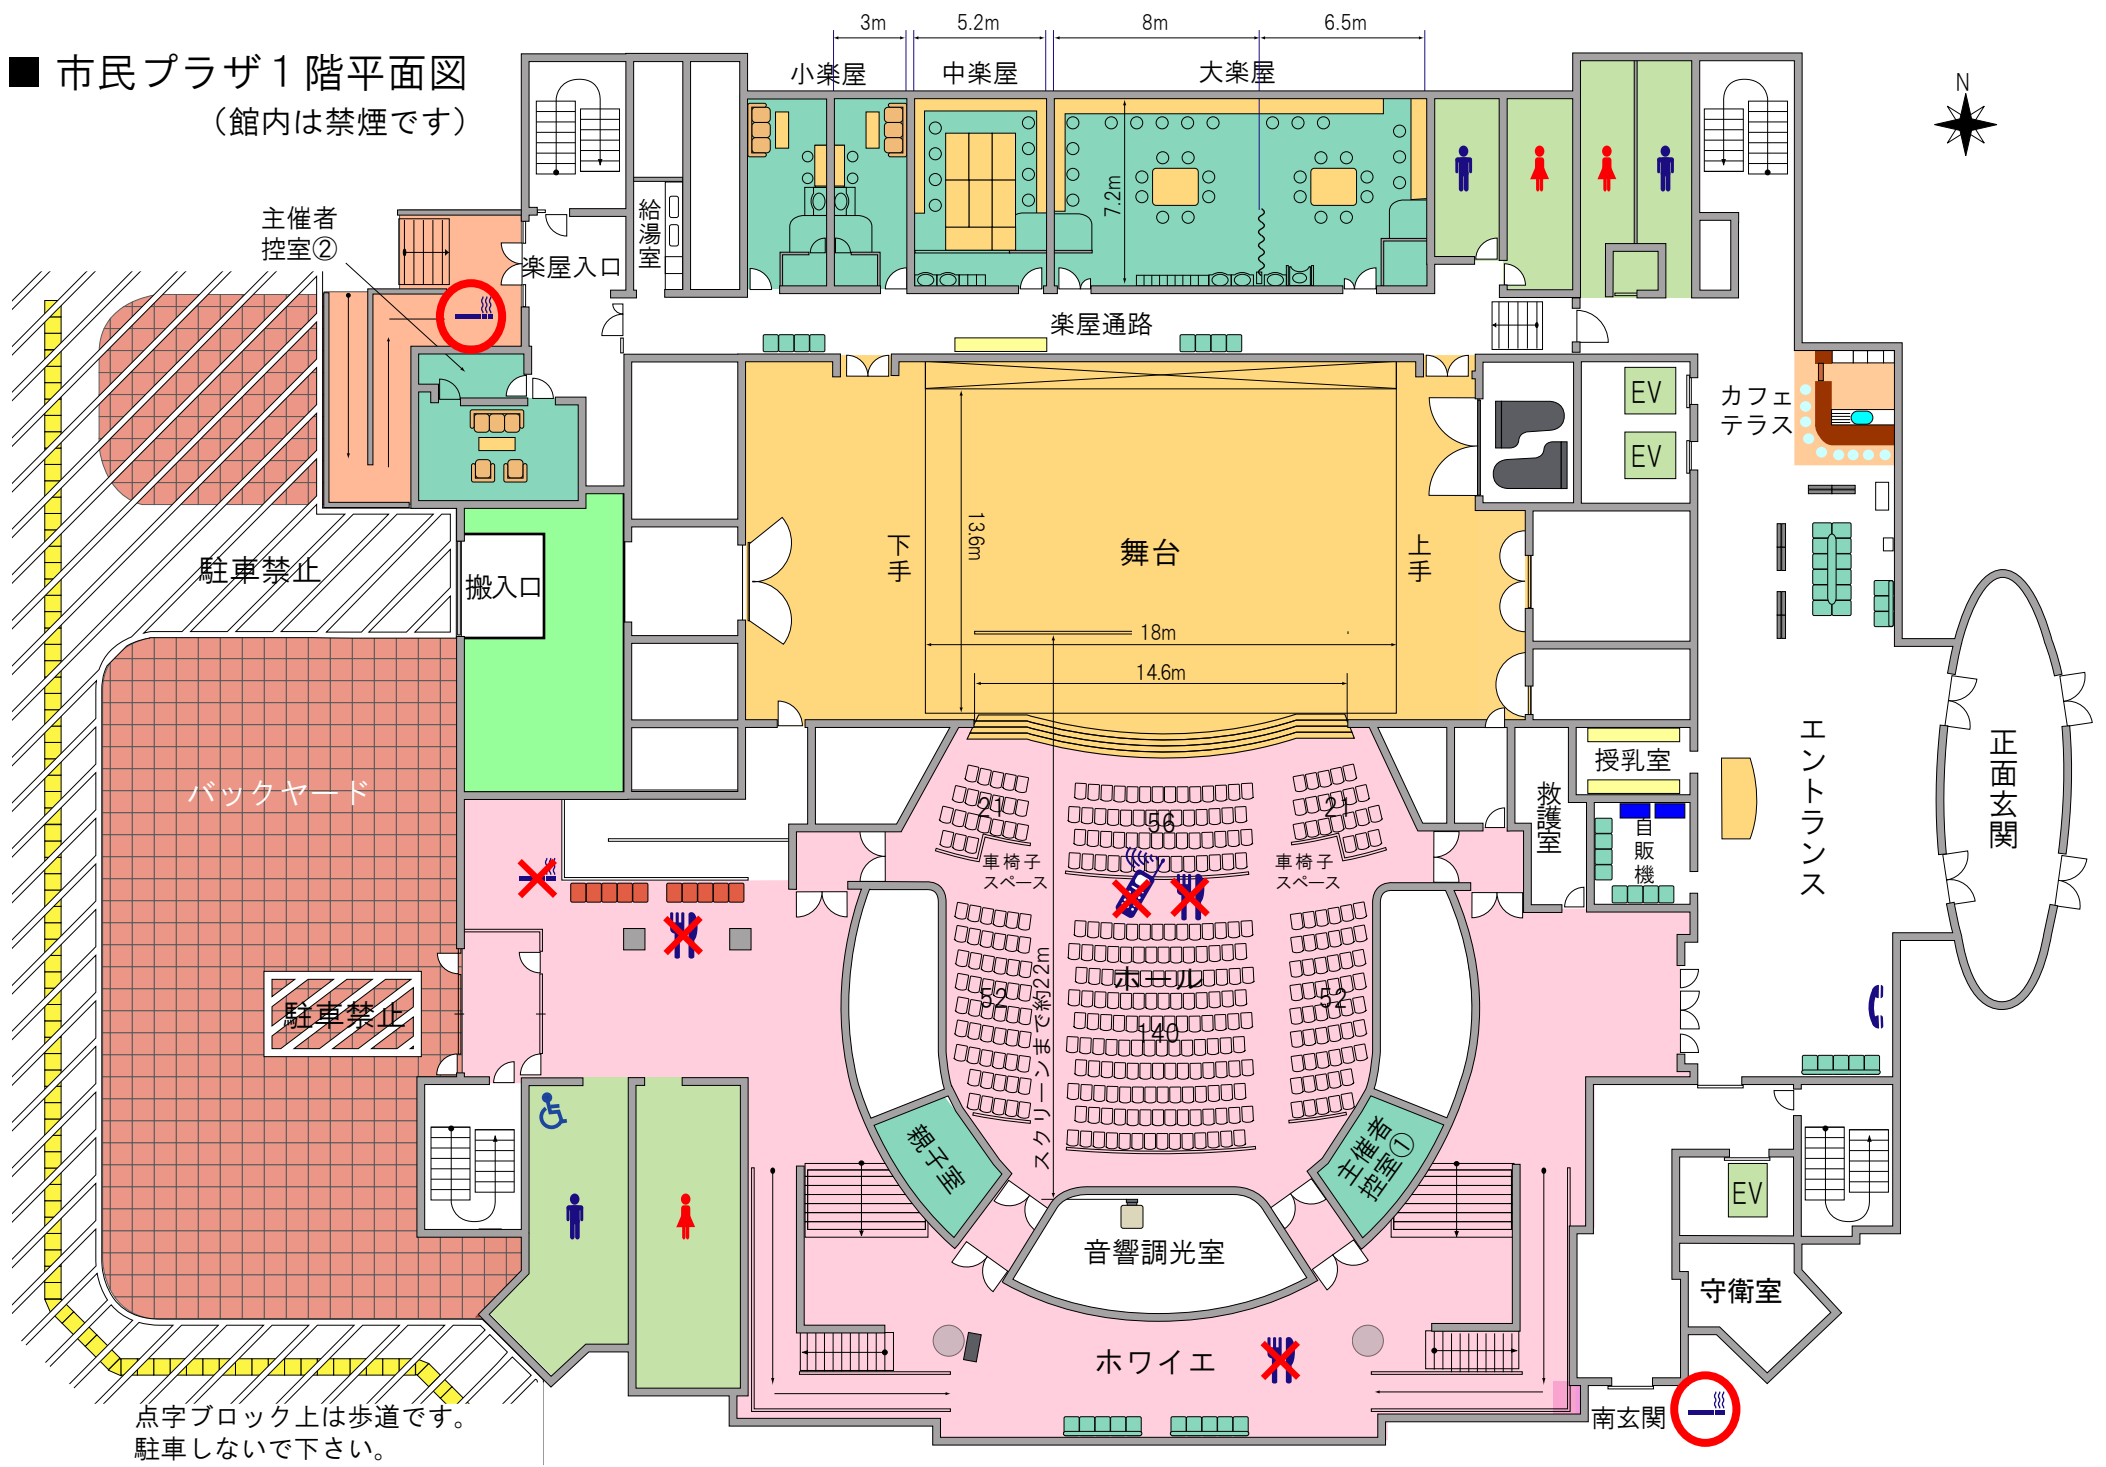 ■ 市民プラザ１階平面図
（館内は禁煙です）
3m
5.2m
8m
6.5m
小楽屋
中楽屋
大楽屋
N
7.2m
主催者
控室②
給湯室
楽屋入口
楽屋通路
EV
EV
カフェ
テラス
13.6m
下手
舞台
上手
駐車禁止
搬入口
18m
14.6m
エントランス
正面玄関
授乳室
救護室
自販機
バックヤード
21
56
21
車椅子
スペース
車椅子
スペース
ホール
52
52
140
スクリーンまで約22m
駐車禁止
親子室
主催者
控室①
EV
音響調光室
守衛室
ホワイエ
南玄関
点字ブロック上は歩道です。
駐車しないで下さい。